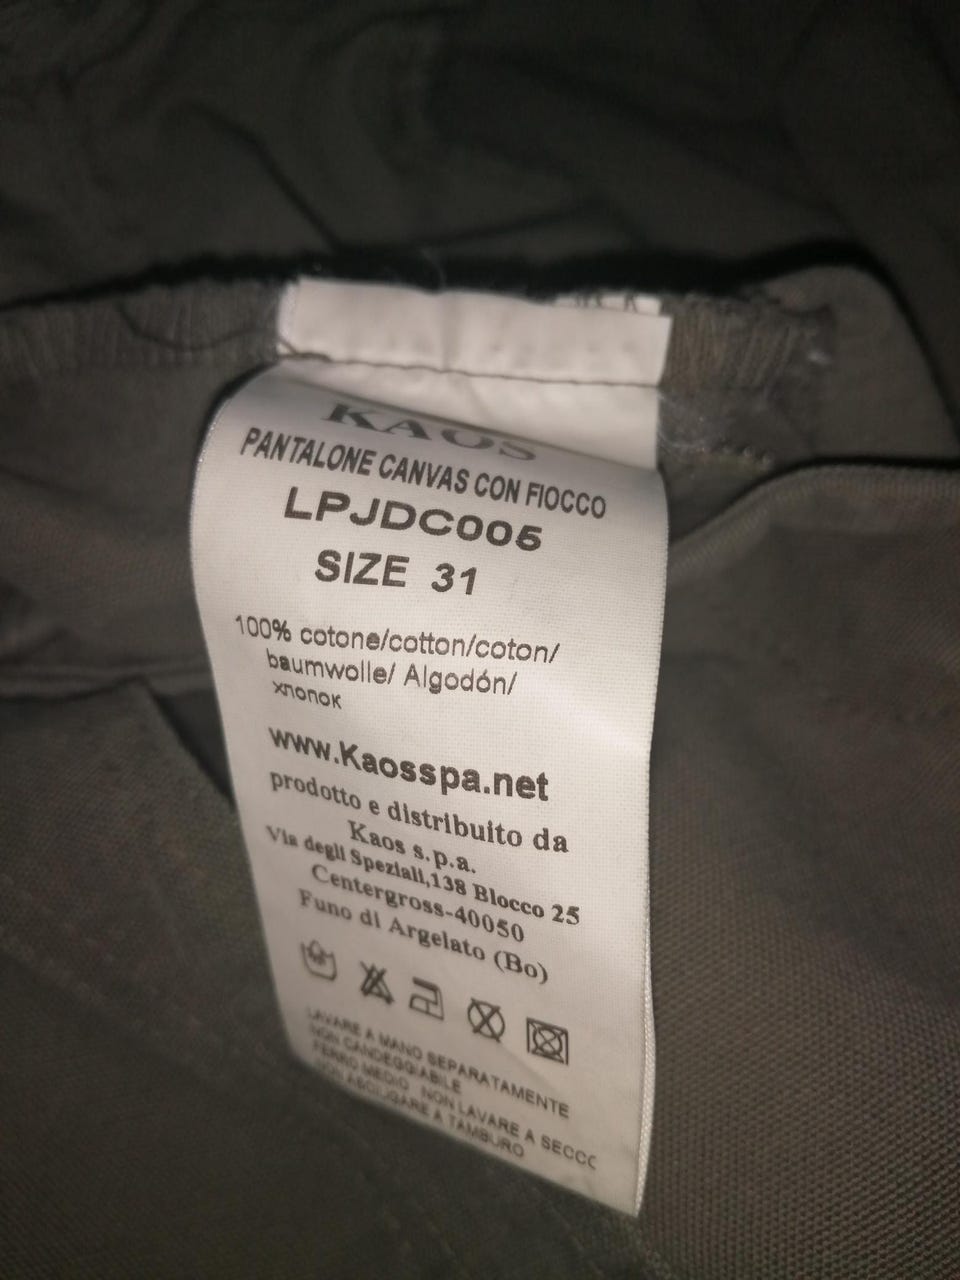 KAOS
PANTALONE CANVAS CON FIOCCO
LPJDC005
SIZE 31
100% cotone/cotton/coton/
baumwolle/ Algodón/
хлопок
www.Kaosspa.net
prodotto e distribuito da
Kaos s.p.a.
Via degli Speziali,138 Blocco 25
Centergross-40050
Funo di Argelato (Bo)
LAVARE A MANO SEPARATAMENTE
NON CANDEGGIABILE
FERRO MEDIO NON LAVARE A SECCO
NON ASCIUGARE A TAMBURO